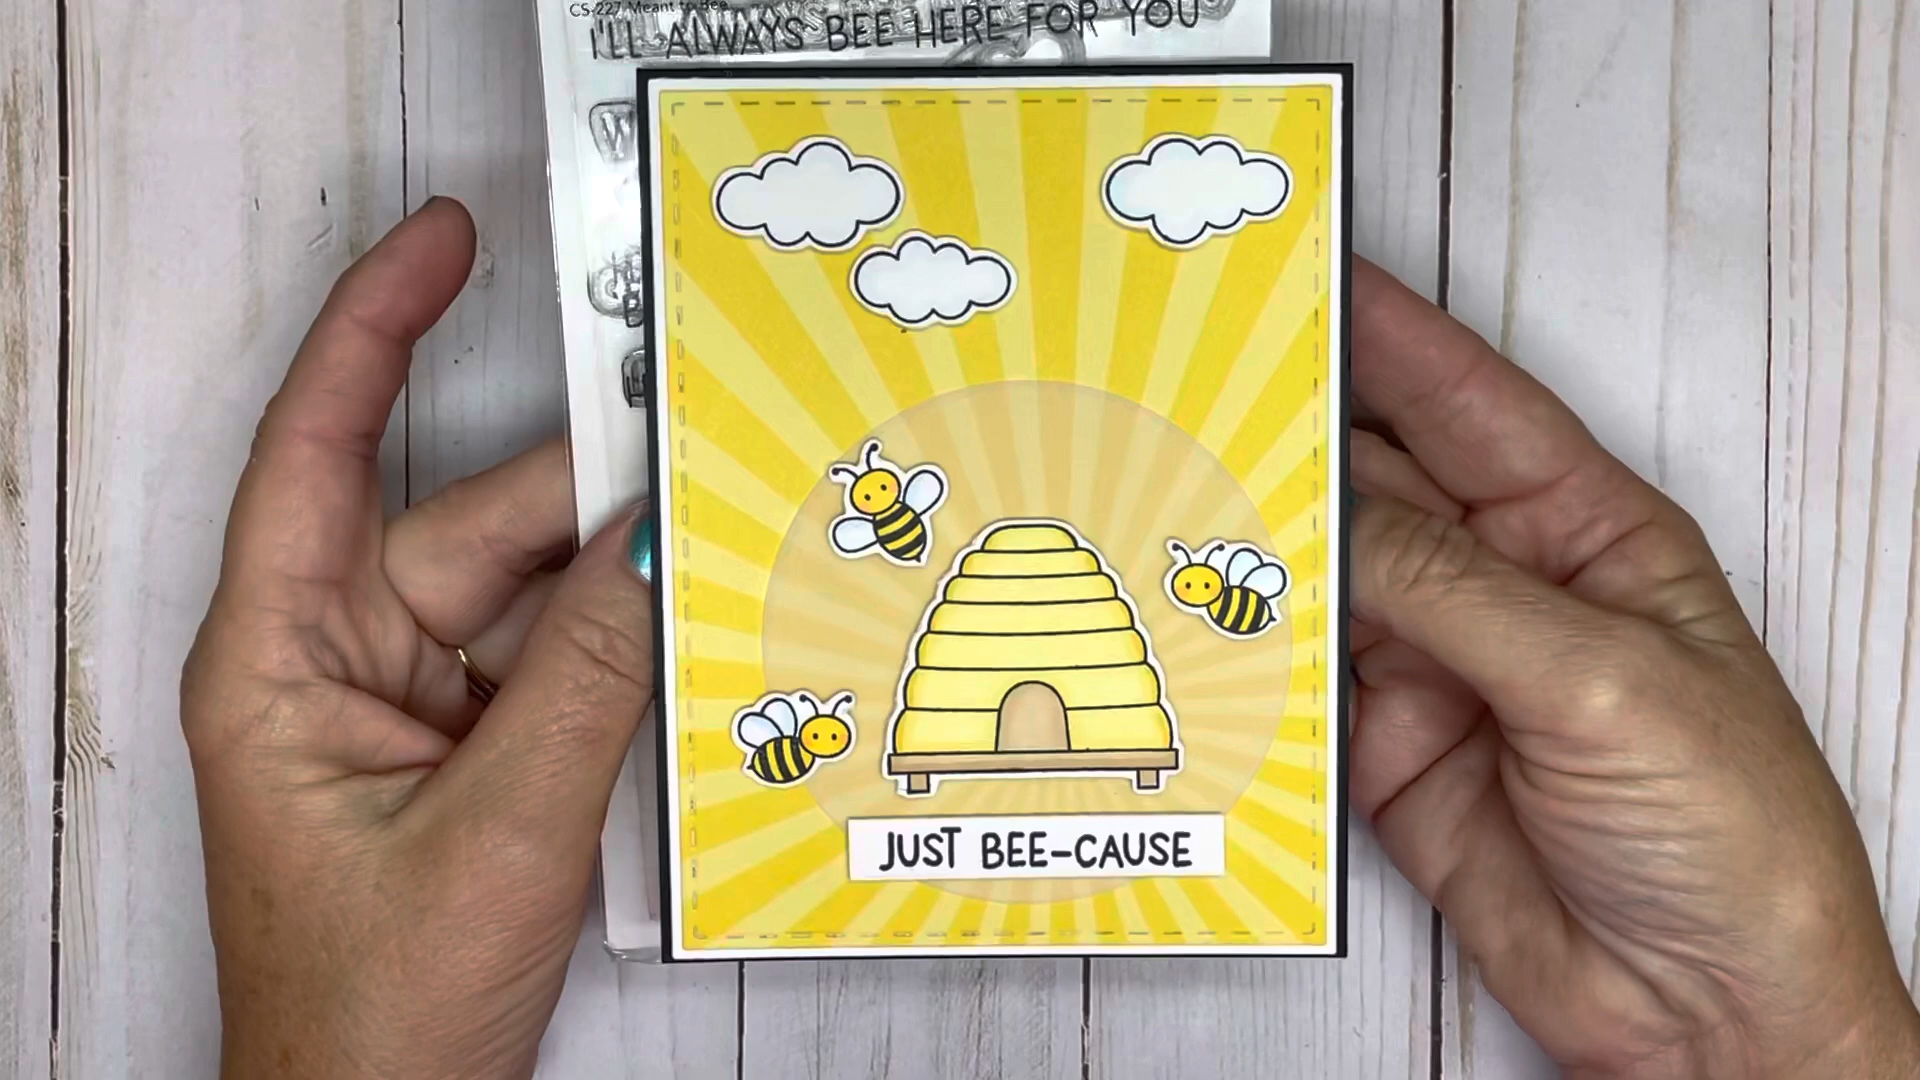 CS-227 Meant to Bee
I'LL ALWAYS BEE HERE FOR YOU
JUST BEE-CAUSE